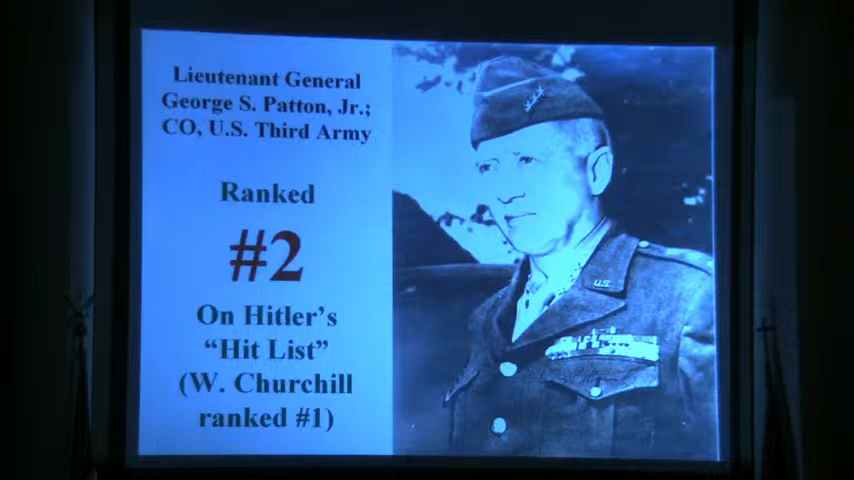 Lieutenant General
George S. Patton, Jr.;
CO, U.S. Third Army
Ranked
#2
On Hitler's
“Hit List”
(W. Churchill
ranked #1)
U.S.